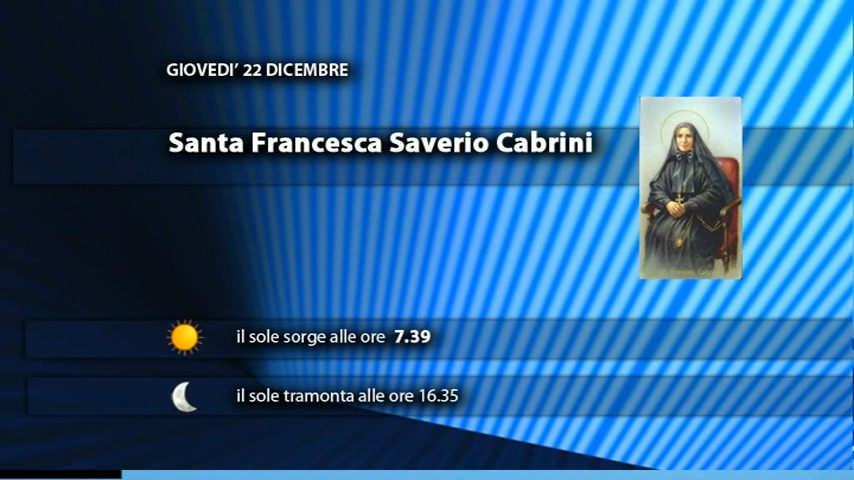 GIOVEDI’ 22 DICEMBRE
Santa Francesca Saverio Cabrini
il sole sorge alle ore 7.39
il sole tramonta alle ore 16.35